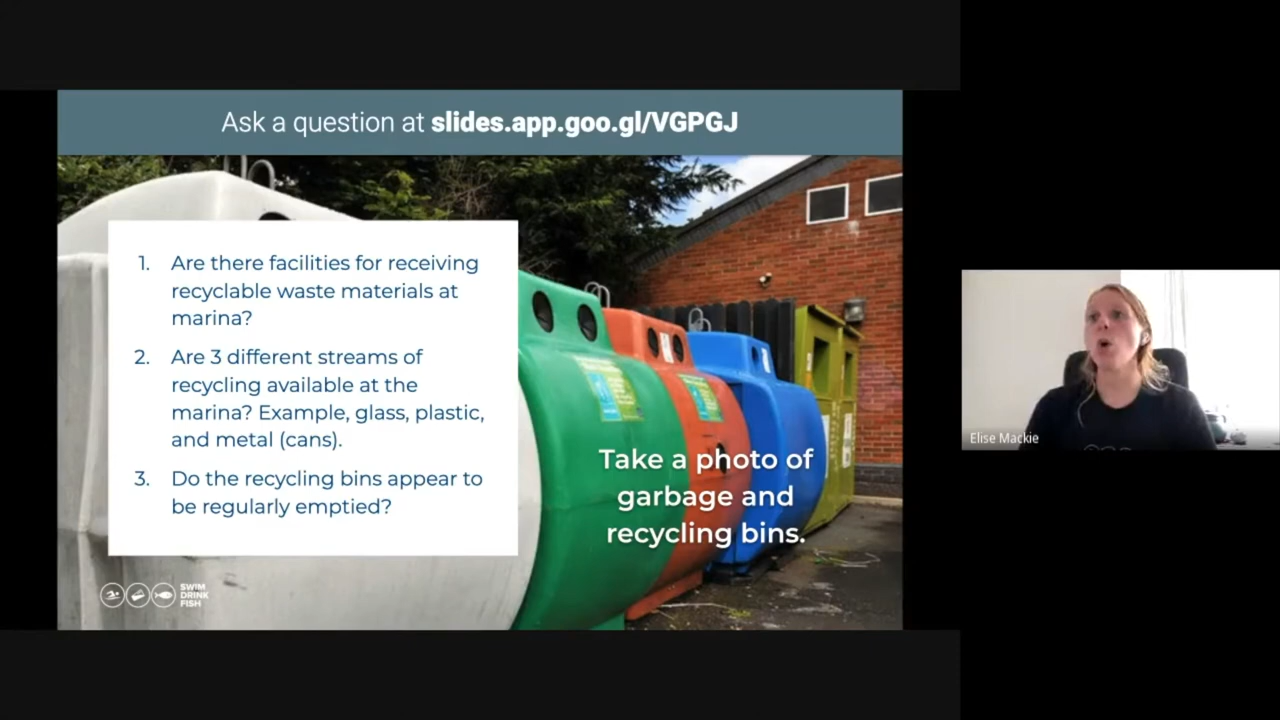 Ask a question at slides.app.goo.gl/VGPGJ
1. Are there facilities for receiving
recyclable waste materials at
marina?
2. Are 3 different streams of
recycling available at the
marina? Example, glass, plastic,
and metal (cans).
3. Do the recycling bins appear to
be regularly emptied?
Take a photo of
garbage and
recycling bins.
SWIM
DRINK
FISH
Elise Mackie